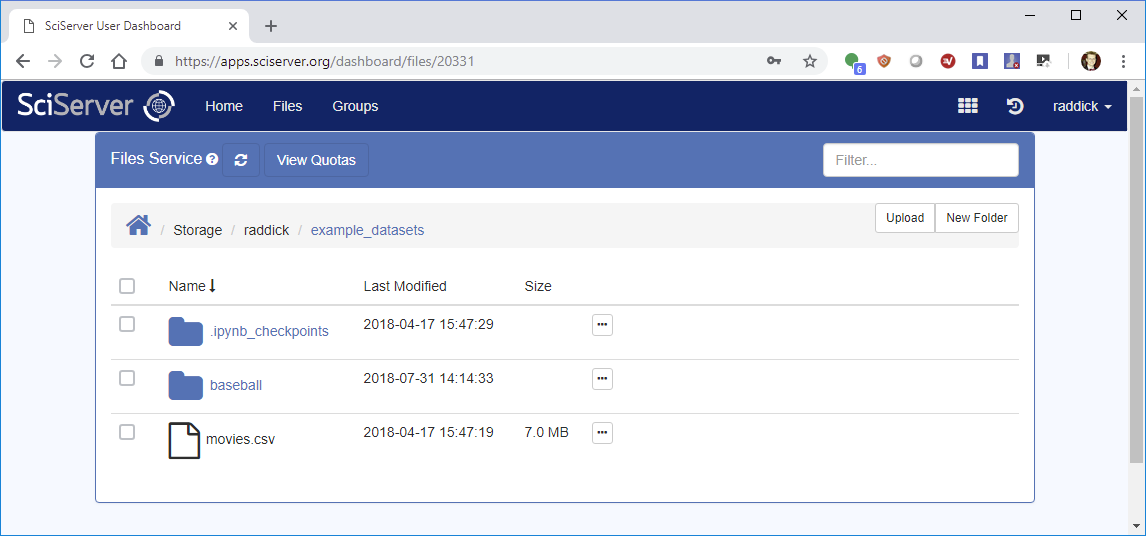 SciServer User Dashboard
https://apps.sciserver.org/dashboard/files/20331
6
SciServer Home Files Groups raddick
Files Service ? View Quotas Filter...
/ Storage / raddick / example_datasets Upload New Folder
Name Last Modified Size
.ipynb_checkpoints 2018-04-17 15:47:29 ...
baseball 2018-07-31 14:14:33 ...
movies.csv 2018-04-17 15:47:19 7.0 MB ...